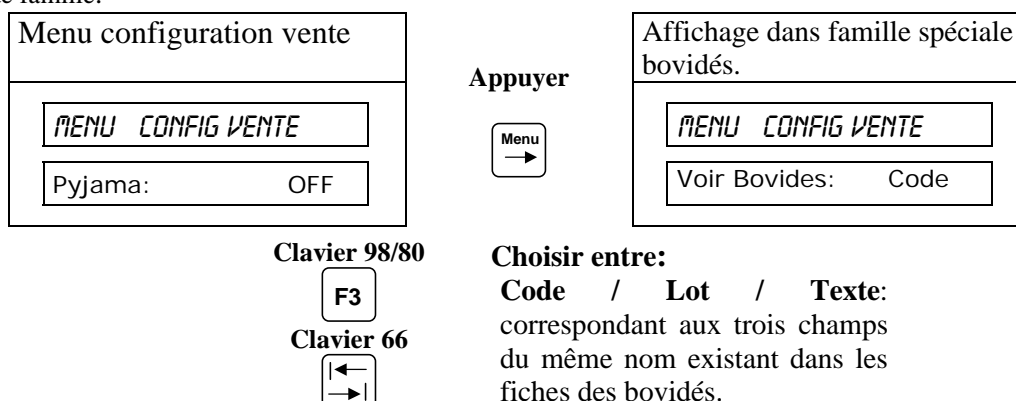 de famille.
Menu configuration vente
MENU CONFIG VENTE
Pyjama: OFF
Appuyer
Menu
Affichage dans famille spéciale
bovidés.
MENU CONFIG VENTE
Voir Bovides: Code
Clavier 98/80
F3
Clavier 66
Choisir entre:
Code / Lot / Texte:
correspondant aux trois champs
du même nom existant dans les
fiches des bovidés.